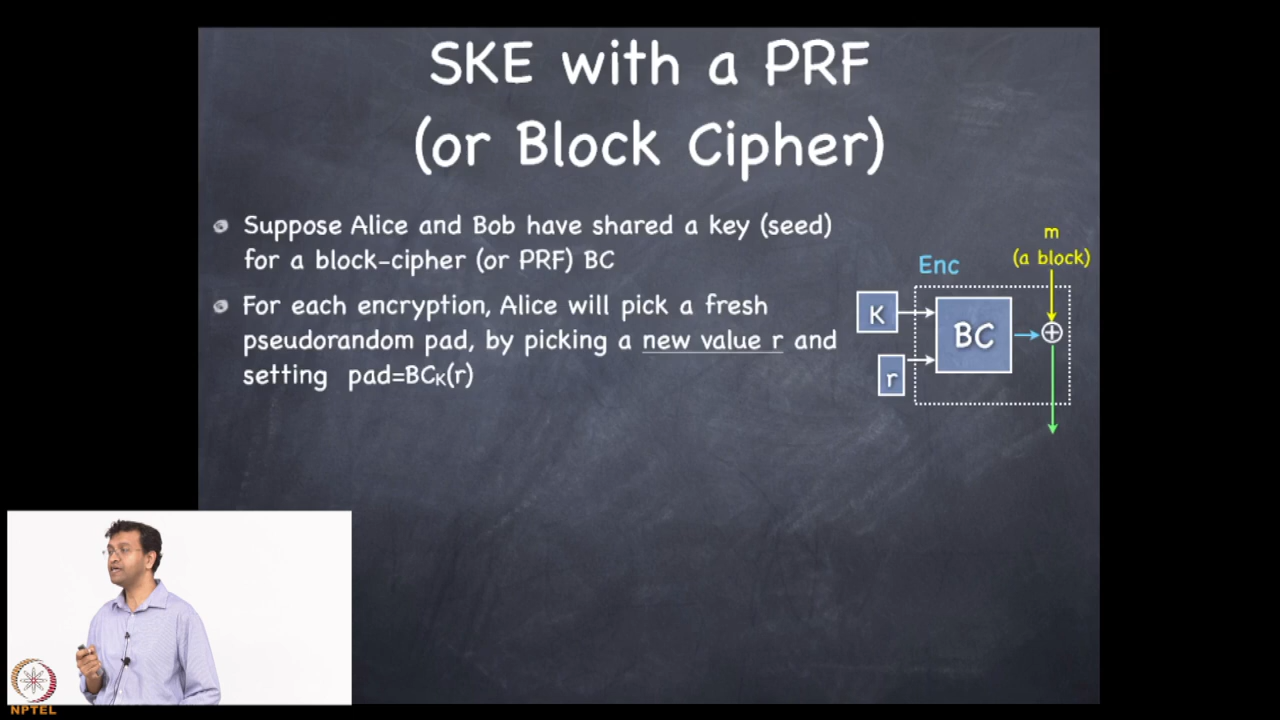 SKE with a PRF
(or Block Cipher)
Suppose Alice and Bob have shared a key (seed)
for a block-cipher (or PRF) BC
For each encryption, Alice will pick a fresh
pseudorandom pad, by picking a new value r and
setting pad=BCK(r)
m
(a block)
Enc
K
BC
r
NPTEL